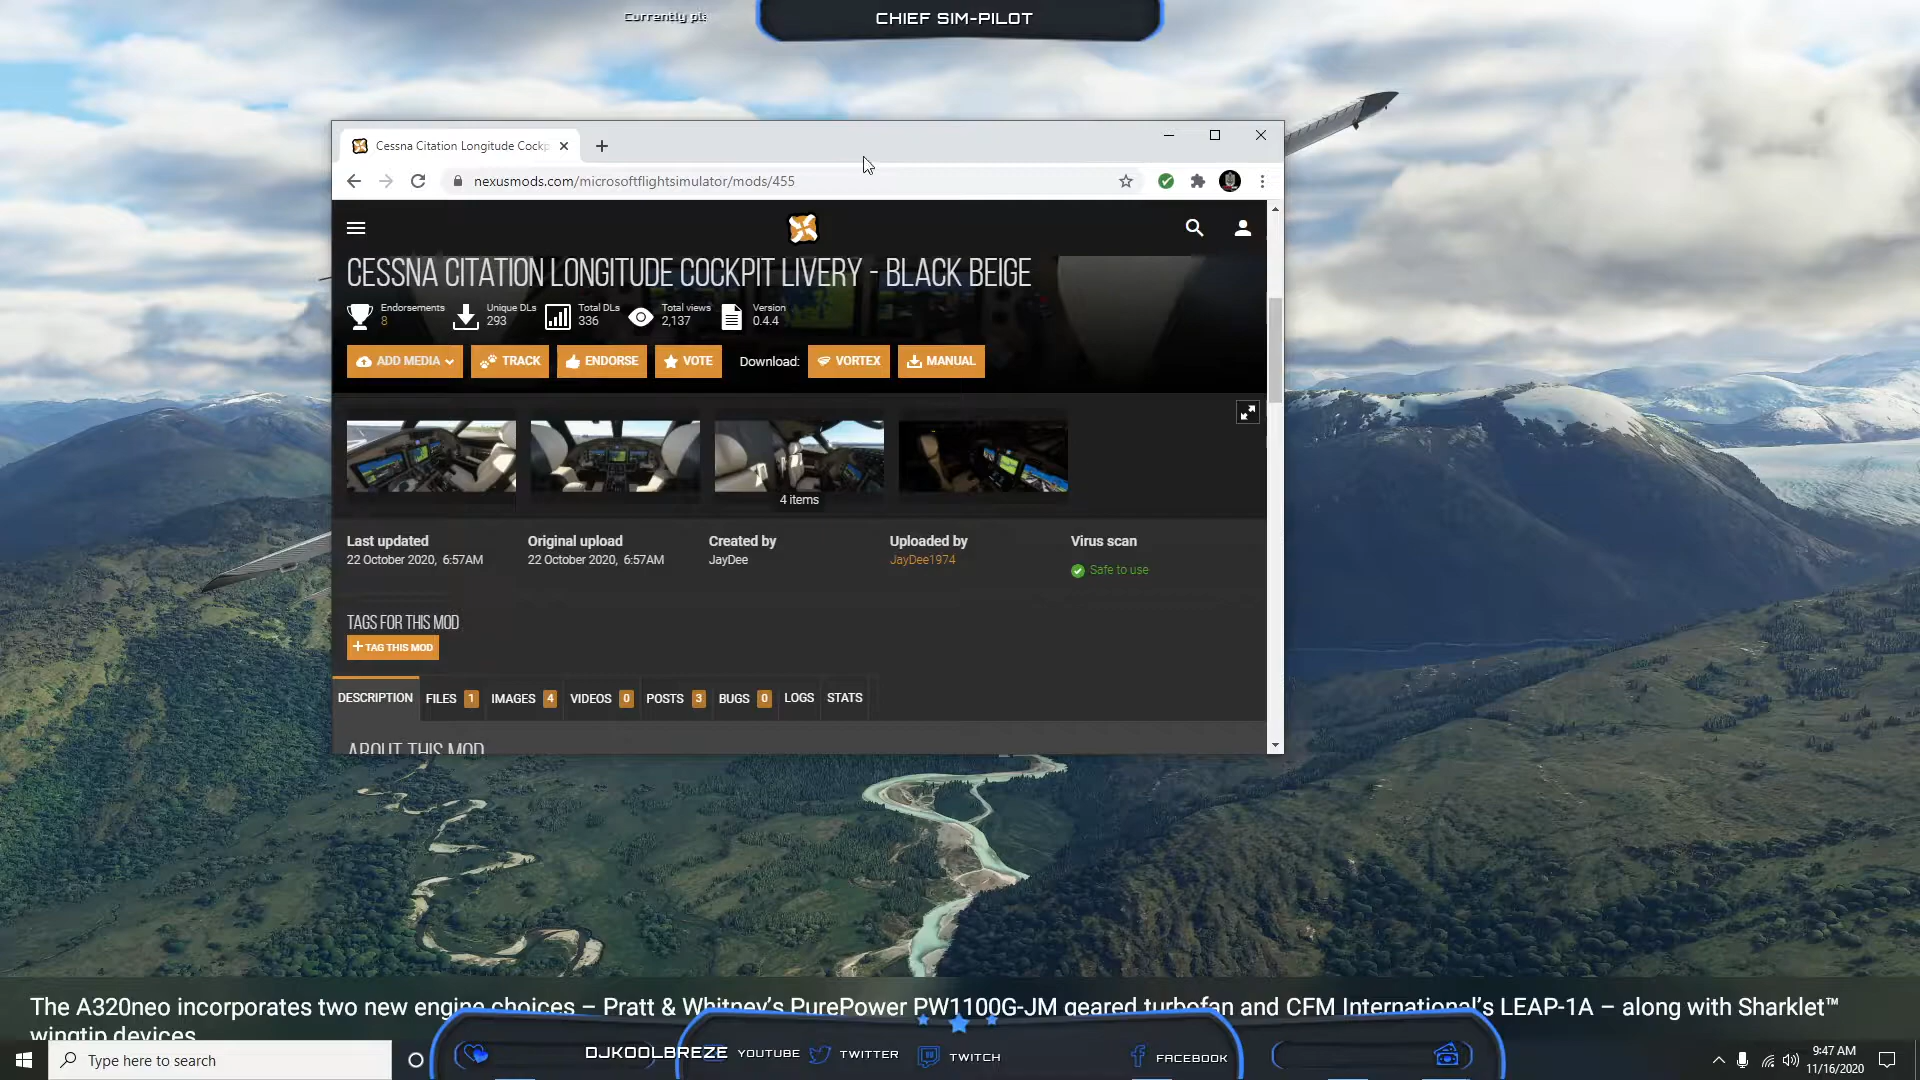 Currently pla
CHIEF SIM-PILOT
Cessna Citation Longitude Cockp
nexusmods.com/microsoftflightsimulator/mods/455
CESSNA CITATION LONGITUDE COCKPIT LIVERY - BLACK BEIGE
Endorsements
8
Unique DLs
293
Total DLs
336
Total views
2,137
Version
0.4.4
ADD MEDIA
TRACK
ENDORSE
VOTE
Download:
VORTEX
MANUAL
4 items
Last updated
22 October 2020, 6:57AM
Original upload
22 October 2020, 6:57AM
Created by
JayDee
Uploaded by
JayDee1974
Virus scan
Safe to use
TAGS FOR THIS MOD
+ TAG THIS MOD
DESCRIPTION FILES 1 IMAGES 4 VIDEOS 0 POSTS 3 BUGS 0 LOGS STATS
ABOUT THIS MOD
The A320neo incorporates two new engine choices – Pratt & Whitney's PurePower PW1100G-JM geared turbofan and CFM International's LEAP-1A – along with Sharklet™
wingtip devices
Type here to search
DJKOOLBREZE YOUTUBE TWITTER TWITCH FACEBOOK
9:47 AM
11/16/2020